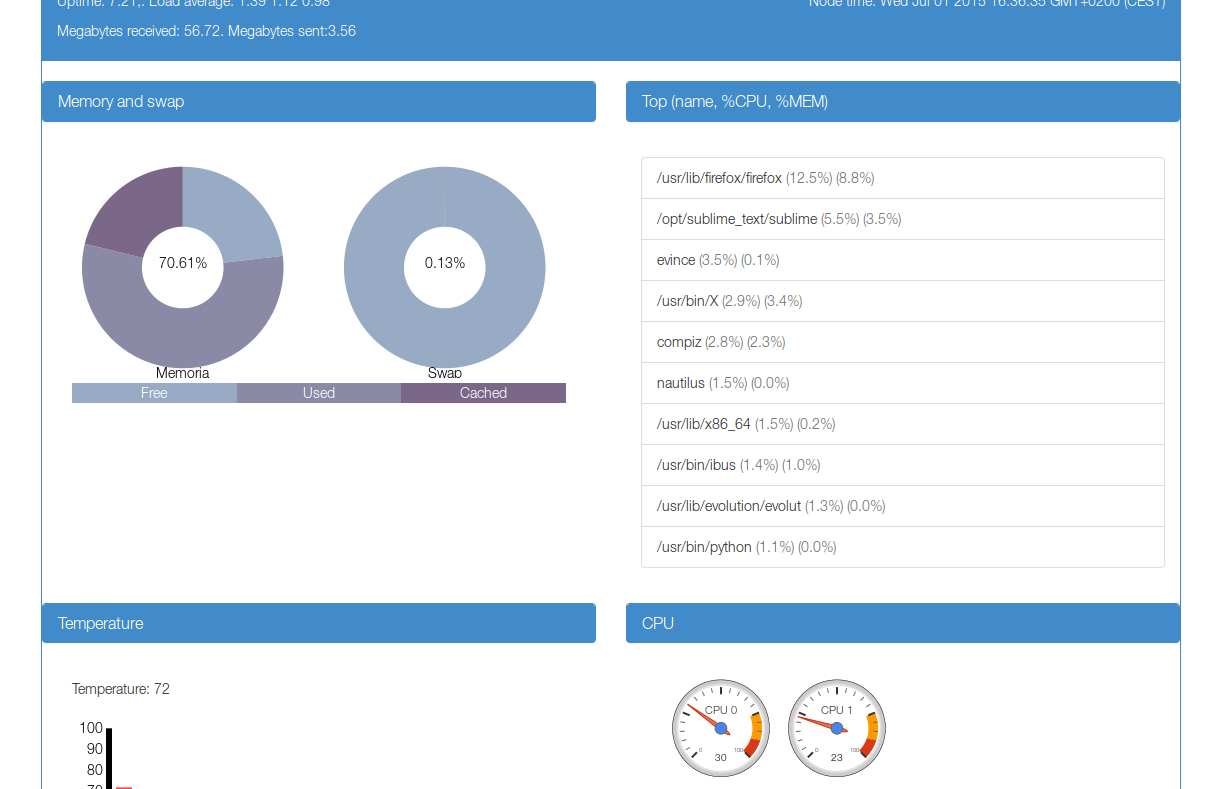 Uptime: 7.21,. Load average: 1.39 1.12 0.98
Node time: Wed Jul 01 2015 16:36:35 GMT+0200 (CEST)
Megabytes received: 56.72. Megabytes sent:3.56
Memory and swap
70.61%
0.13%
Memoria
Swap
Free
Used
Cached
Top (name, %CPU, %MEM)
/usr/lib/firefox/firefox (12.5%) (8.8%)
/opt/sublime_text/sublime (5.5%) (3.5%)
evince (3.5%) (0.1%)
/usr/bin/X (2.9%) (3.4%)
compiz (2.8%) (2.3%)
nautilus (1.5%) (0.0%)
/usr/lib/x86_64 (1.5%) (0.2%)
/usr/bin/ibus (1.4%) (1.0%)
/usr/lib/evolution/evolut (1.3%) (0.0%)
/usr/bin/python (1.1%) (0.0%)
Temperature
Temperature: 72
100
90
80
70
CPU
CPU 0
0
100
30
CPU 1
0
100
23